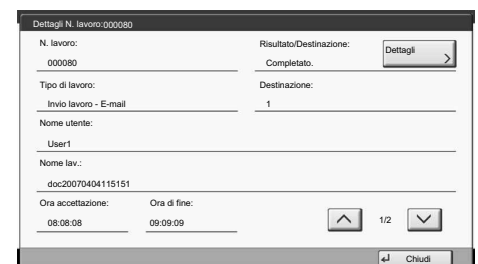 Dettagli N. lavoro:000080
N. lavoro:
000080
Risultato/Destinazione:
Completato.
Dettagli
Tipo di lavoro:
Invio lavoro - E-mail
Destinazione:
1
Nome utente:
User1
Nome lav.:
doc20070404115151
Ora accettazione:
08:08:08
Ora di fine:
09:09:09
1/2
Chiudi